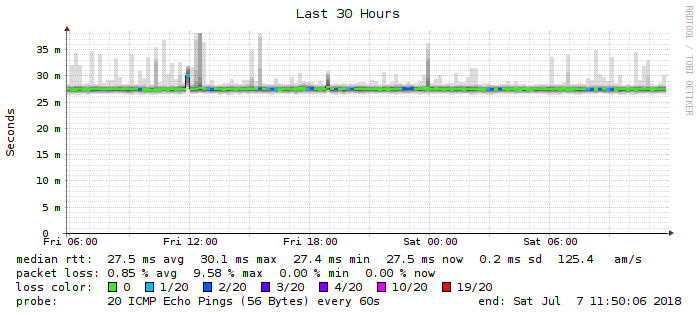 Last 30 Hours
RRDTOOL / TOBI OETIKER
Seconds
35 m
30 m
25 m
20 m
15 m
10 m
5 m
0
Fri 06:00 Fri 12:00 Fri 18:00 Sat 00:00 Sat 06:00
median rtt: 27.5 ms avg 30.1 ms max 27.4 ms min 27.5 ms now 0.2 ms sd 125.4 am/s
packet loss: 0.85 % avg 9.58 % max 0.00 % min 0.00 % now
loss color: 0 1/20 2/20 3/20 4/20 10/20 19/20
probe: 20 ICMP Echo Pings (56 Bytes) every 60s end: Sat Jul 7 11:50:06 2018